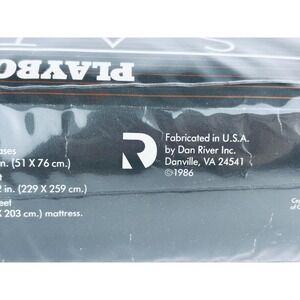 S A
PLAYBO
ases
in. (51 X 76 cm.)
t
2 in. (229 X 259 cm.)
eet
X 203 cm.) mattress.
Fabricated in U.S.A.
by Dan River Inc.
Danville, VA 24541
©1986